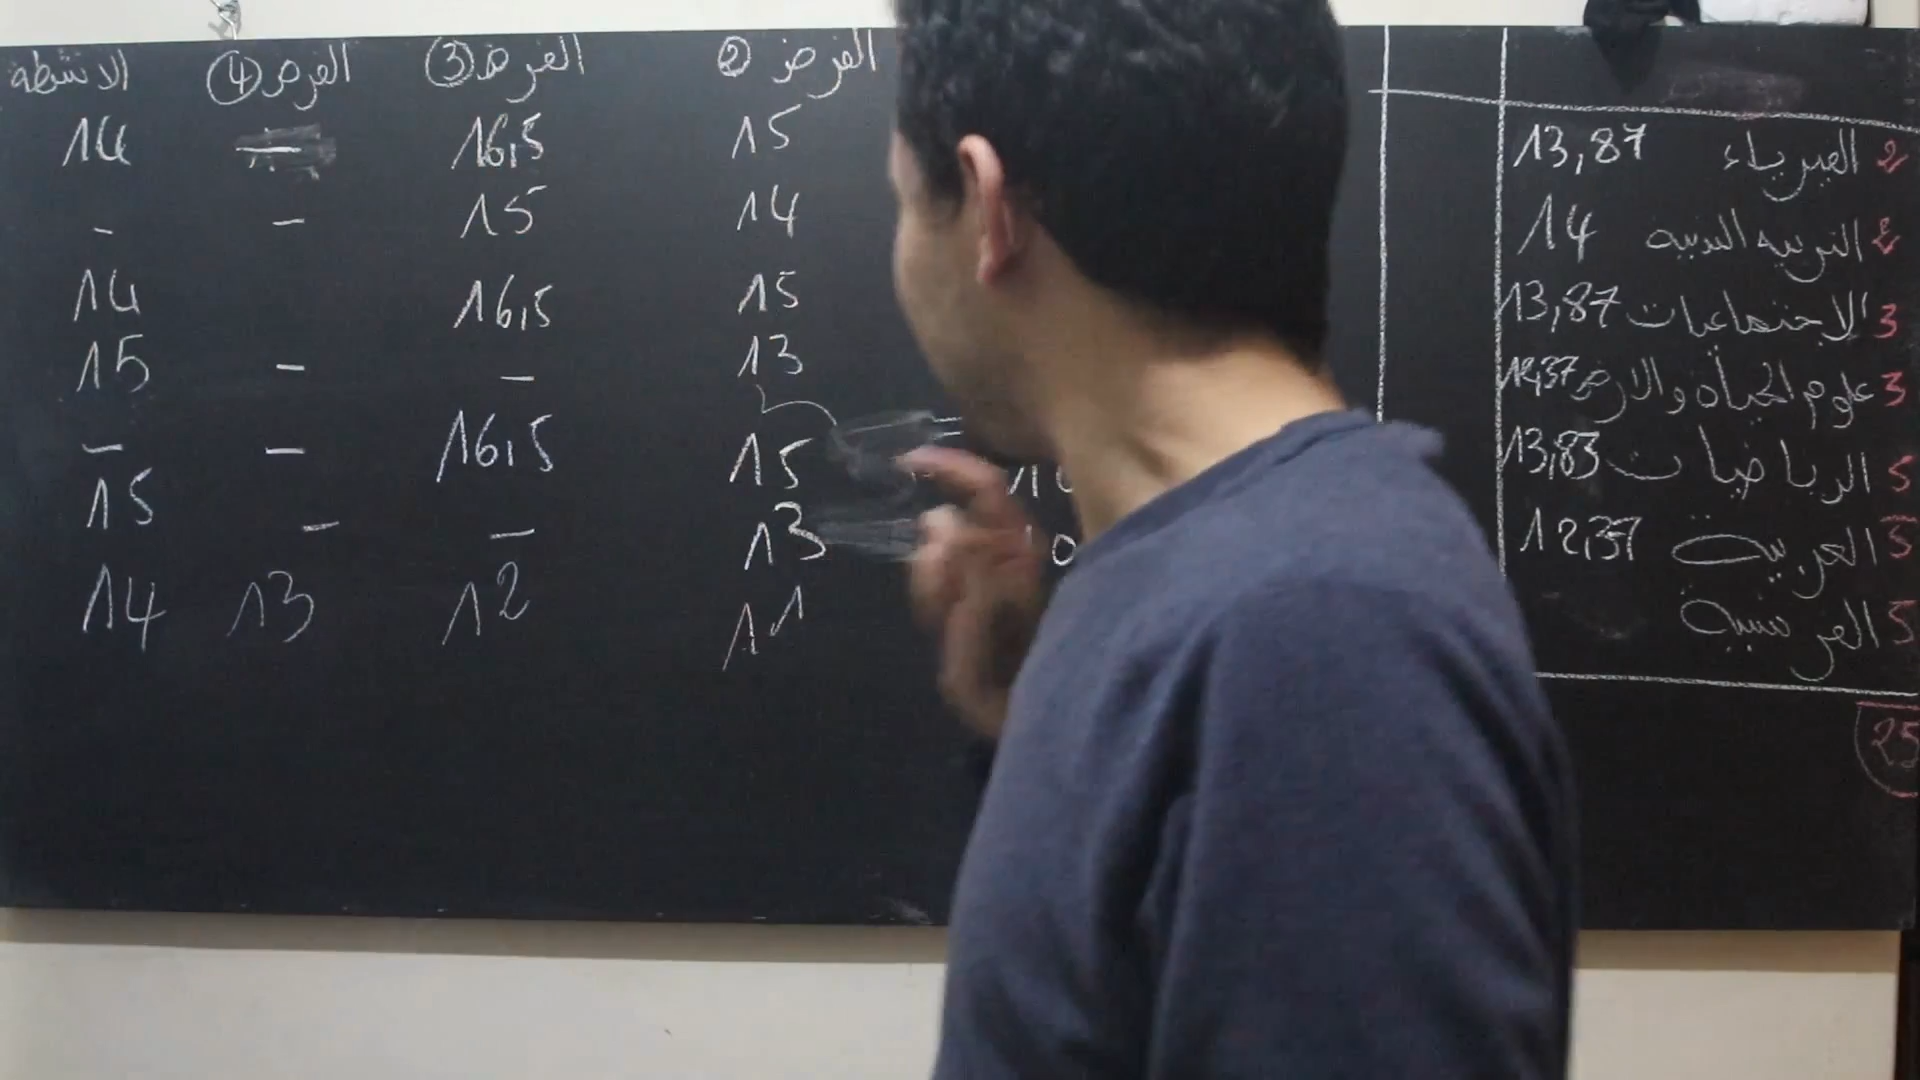 الفرض ② الفرض ③ الفرض ④ الانشطة
2 الفيزياء 13,87 15 16,5 — 14
2 التربية البدنية 14 14 15 – -
3 الاجتماعيات 13,87 15 16,5 14
3 علوم الحياة والارض 12,37 13 – – 15
5 الرياضيات 13,83 15 16,5 – –
5 العربية 12,37 13 – – 15
5 الفرنسية 11 12 13 14
25